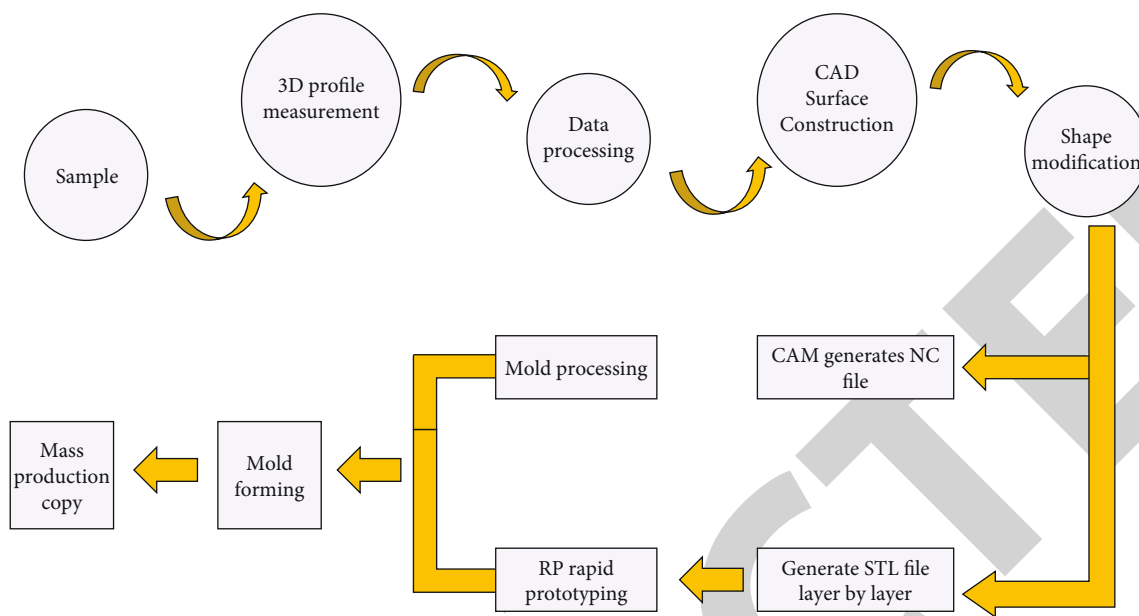 Sample
3D profile
measurement
Data
processing
CAD
Surface
Construction
Shape
modification
Mold processing
CAM generates NC
file
Mass
production
copy
Mold
forming
RP rapid
prototyping
Generate STL file
layer by layer